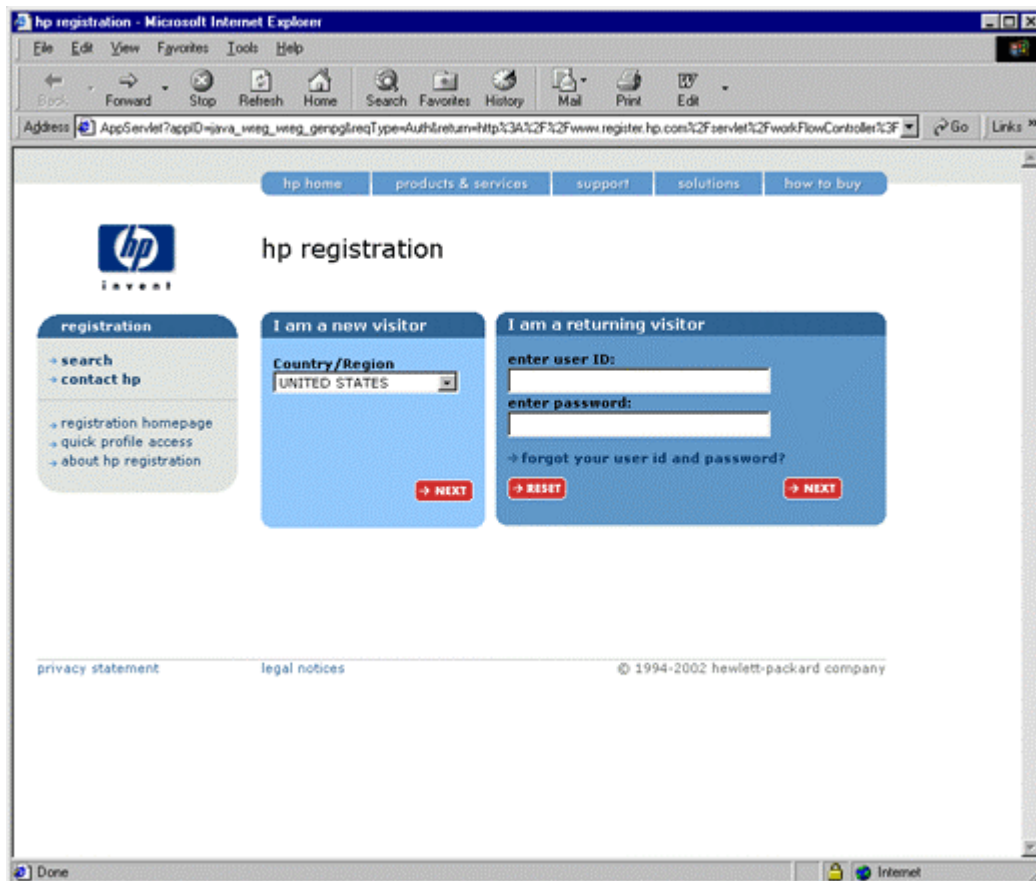 hp registration - Microsoft Internet Explorer
File Edit View Favorites Tools Help
Back Forward Stop Refresh Home Search Favorites History Mail Print Edit
Address AppServlet?appID=java_wreg_wreg_genpg&reqType=Auth&return=http%3A%2F%2Fwww.register.hp.com%2Fservlet%2FworkFlowController%3F Go Links »
hp home products & services support solutions how to buy
hp
invent
hp registration
registration
search
contact hp
registration homepage
quick profile access
about hp registration
I am a new visitor
Country/Region
UNITED STATES
NEXT
I am a returning visitor
enter user ID:
enter password:
forgot your user id and password?
RESET NEXT
privacy statement legal notices © 1994-2002 hewlett-packard company
Done Internet